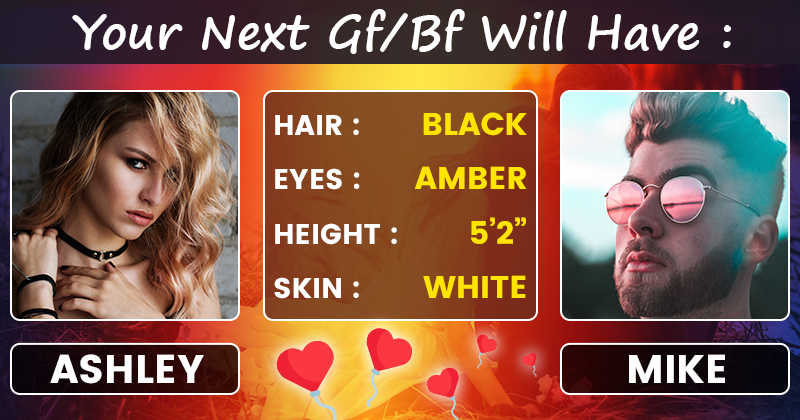 Your Next Gf/Bf Will Have :
HAIR : BLACK
EYES : AMBER
HEIGHT : 5’2”
SKIN : WHITE
ASHLEY
MIKE